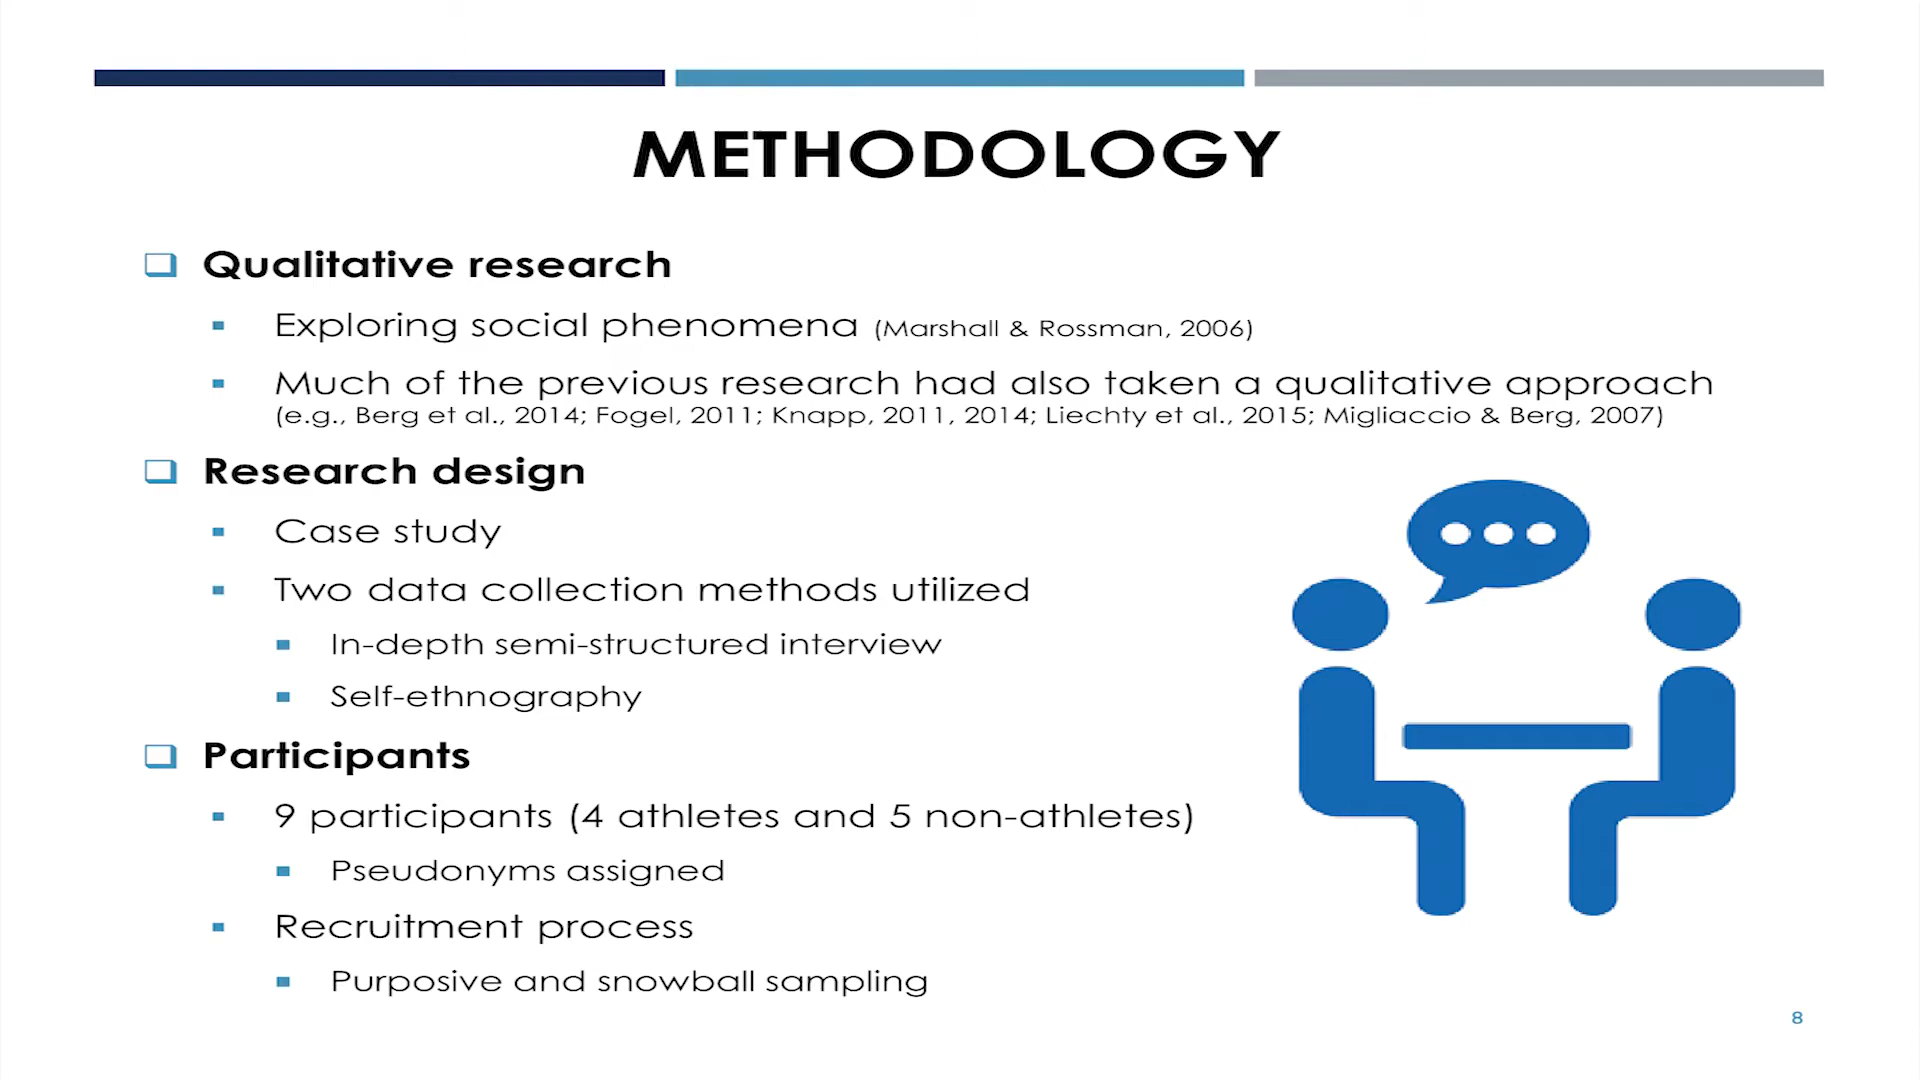 METHODOLOGY
Qualitative research
Exploring social phenomena (Marshall & Rossman, 2006)
Much of the previous research had also taken a qualitative approach
(e.g., Berg et al., 2014; Fogel, 2011; Knapp, 2011, 2014; Liechty et al., 2015; Migliaccio & Berg, 2007)
Research design
Case study
Two data collection methods utilized
In-depth semi-structured interview
Self-ethnography
Participants
9 participants (4 athletes and 5 non-athletes)
Pseudonyms assigned
Recruitment process
Purposive and snowball sampling
8